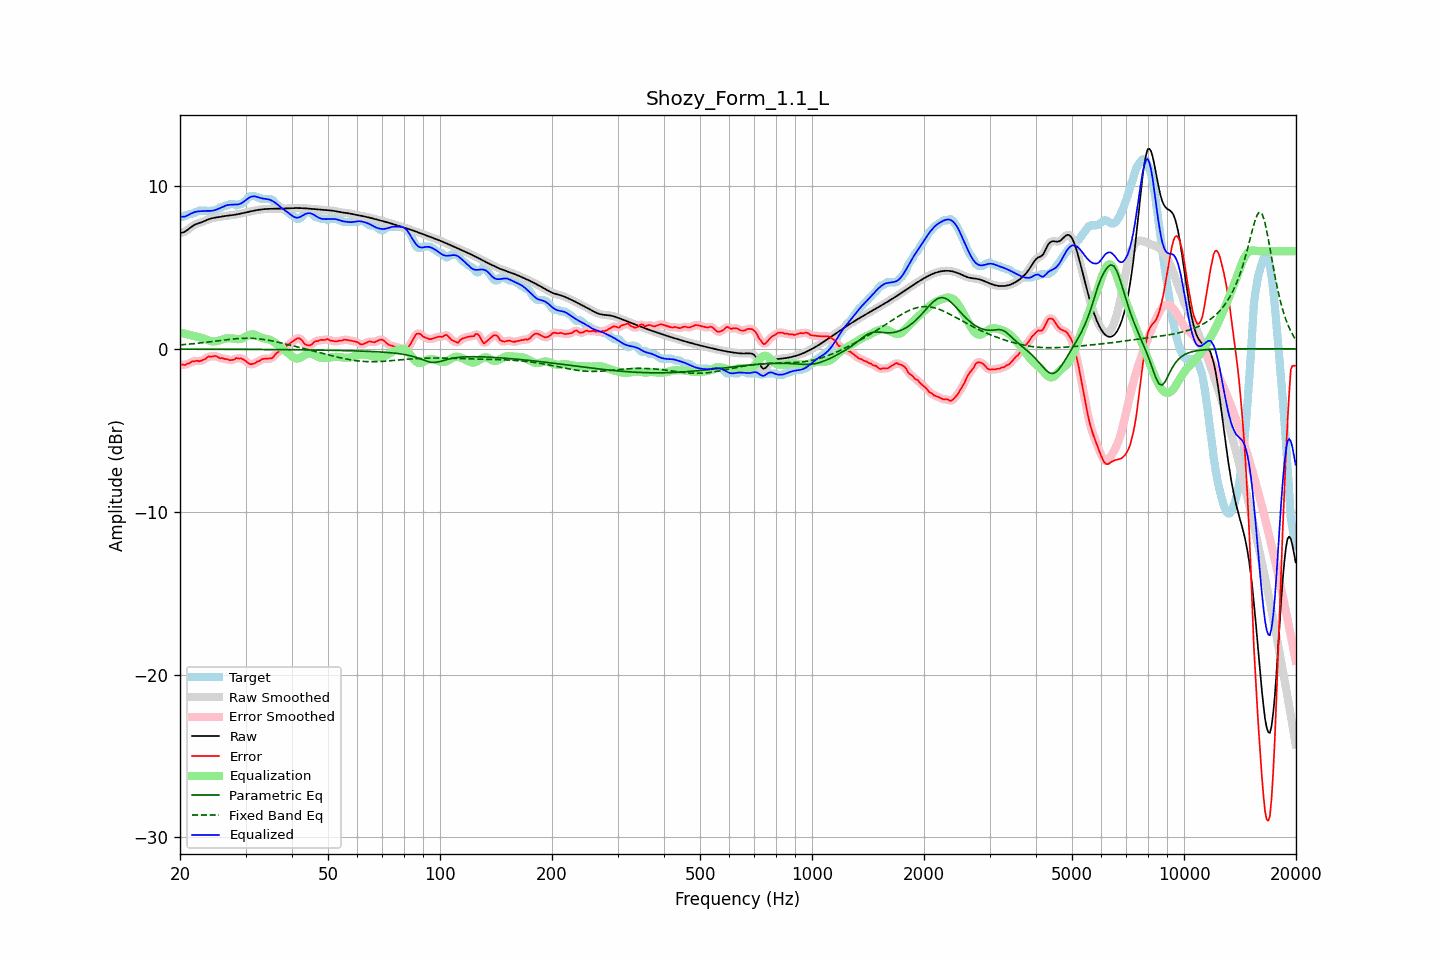 Shozy_Form_1.1_L
Amplitude (dBr)
10
0
−10
−20
−30
Target
Raw Smoothed
Error Smoothed
Raw
Error
Equalization
Parametric Eq
Fixed Band Eq
Equalized
20 50 100 200 500 1000 2000 5000 10000 20000
Frequency (Hz)